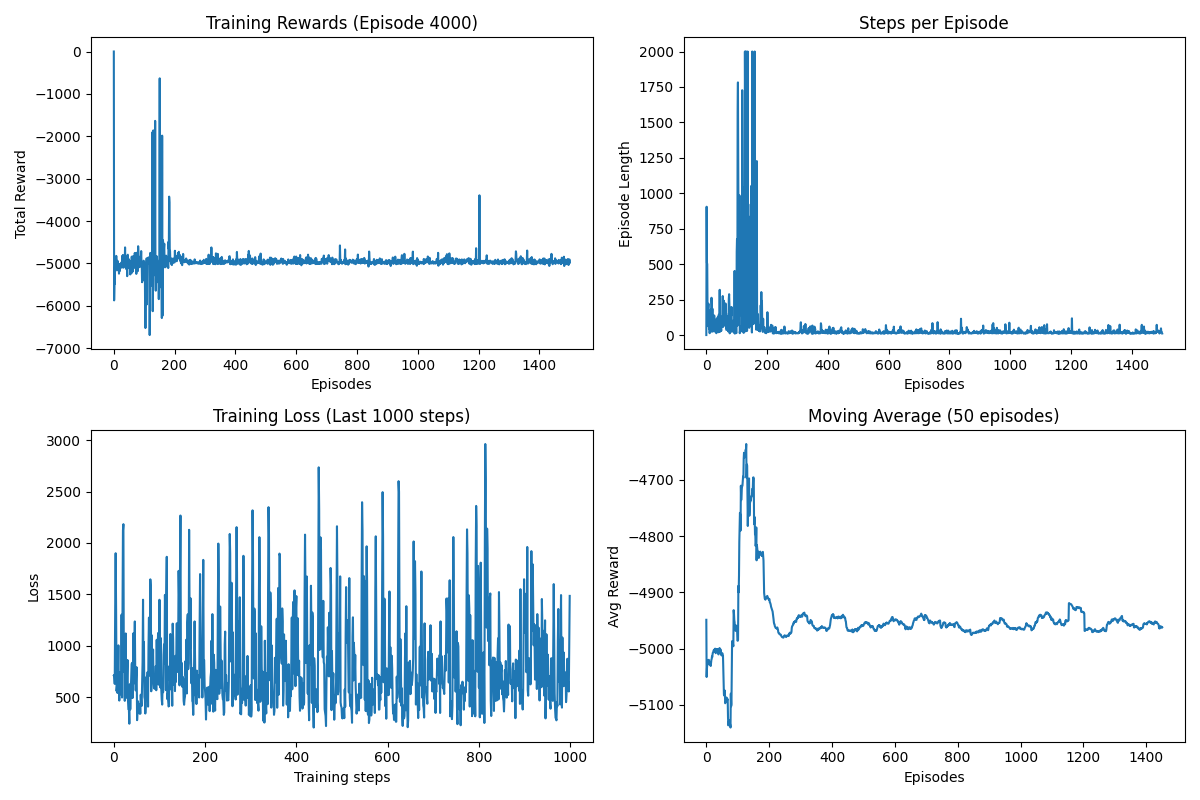 Training Rewards (Episode 4000)
Total Reward
0
−1000
−2000
−3000
−4000
−5000
−6000
−7000
0 200 400 600 800 1000 1200 1400
Episodes
Steps per Episode
Episode Length
2000
1750
1500
1250
1000
750
500
250
0
0 200 400 600 800 1000 1200 1400
Episodes
Training Loss (Last 1000 steps)
Loss
3000
2500
2000
1500
1000
500
0 200 400 600 800 1000
Training steps
Moving Average (50 episodes)
Avg Reward
−4700
−4800
−4900
−5000
−5100
0 200 400 600 800 1000 1200 1400
Episodes